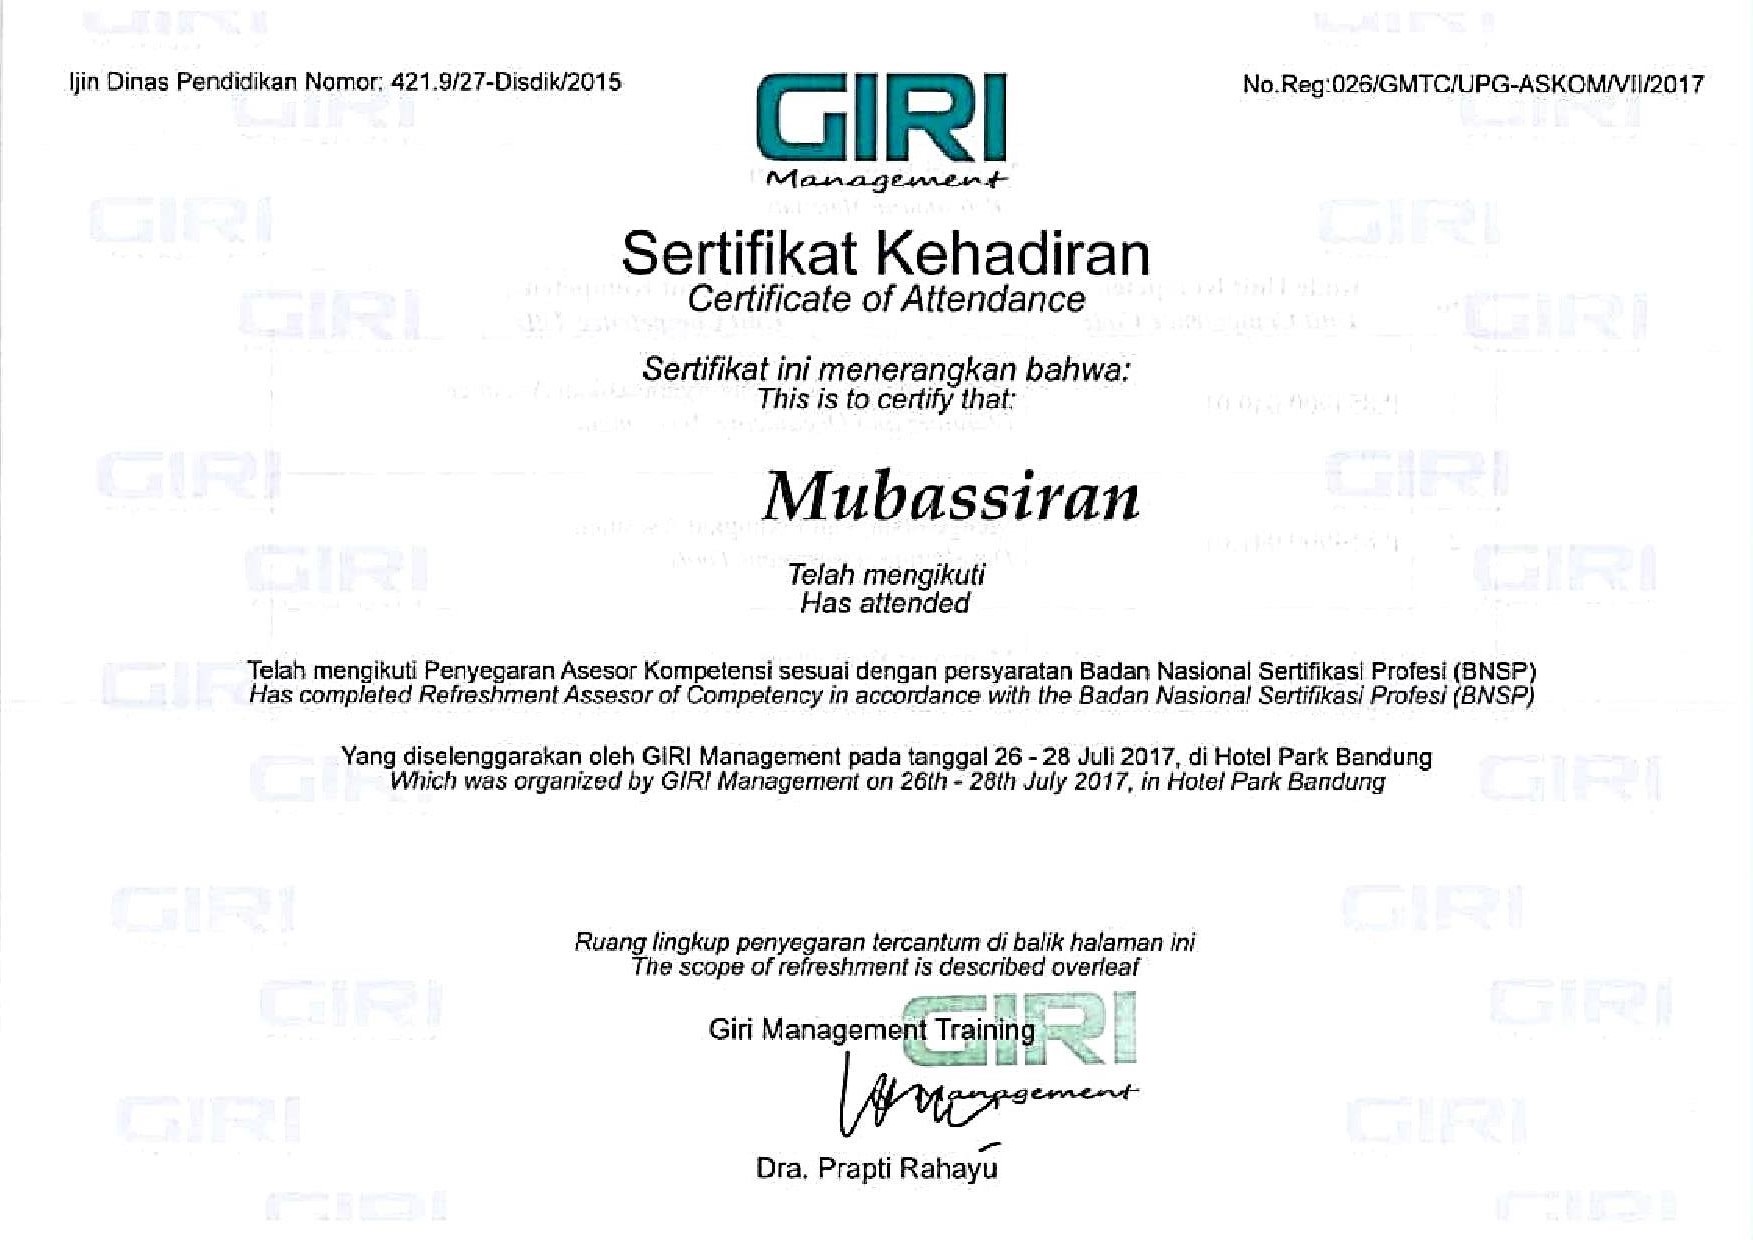 Ijin Dinas Pendidikan Nomor: 421.9/27-Disdik/2015
No.Reg:026/GMTC/UPG-ASKOM/VII/2017
GIRI
Management
Sertifikat Kehadiran
Certificate of Attendance
Sertifikat ini menerangkan bahwa:
This is to certify that:
Mubassiran
Telah mengikuti
Has attended
Telah mengikuti Penyegaran Asesor Kompetensi sesuai dengan persyaratan Badan Nasional Sertifikasi Profesi (BNSP)
Has completed Refreshment Assesor of Competency in accordance with the Badan Nasional Sertifikasi Profesi (BNSP)
Yang diselenggarakan oleh GIRI Management pada tanggal 26 - 28 Juli 2017, di Hotel Park Bandung
Which was organized by GIRI Management on 26th - 28th July 2017, in Hotel Park Bandung
Ruang lingkup penyegaran tercantum di balik halaman ini
The scope of refreshment is described overleaf
GIRI
Giri Management Training
Management
Dra. Prapti Rahayu